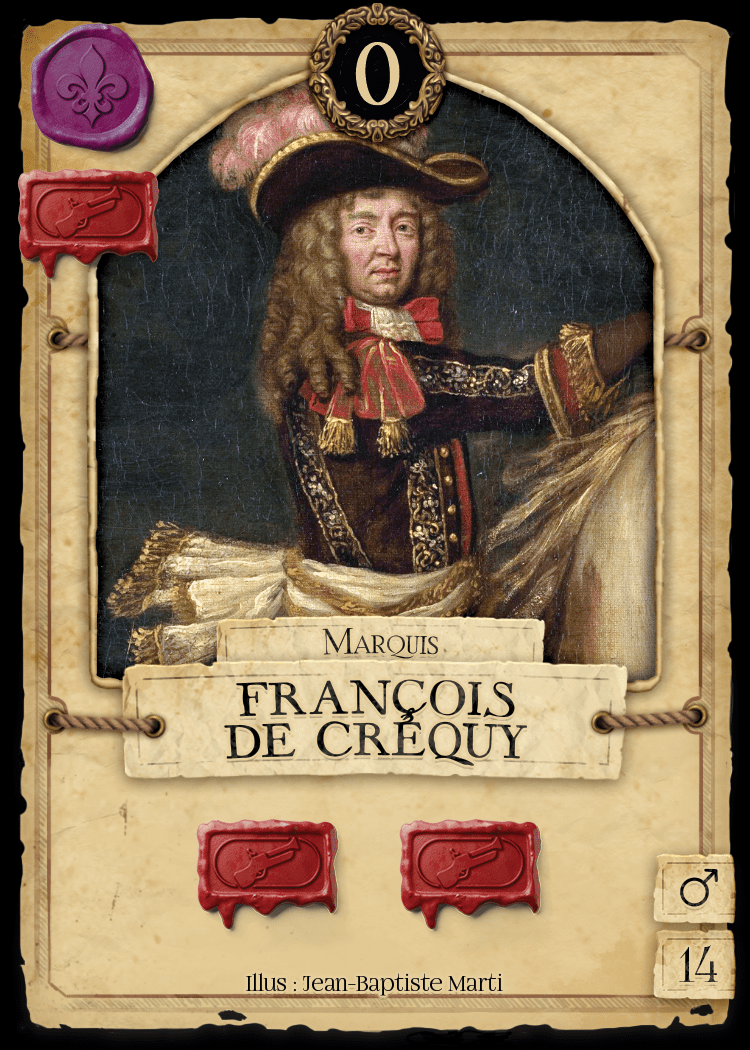 0
Marquis
FRANÇOIS
DE CRÉQUY
♂
14
Illus : Jean-Baptiste Marti